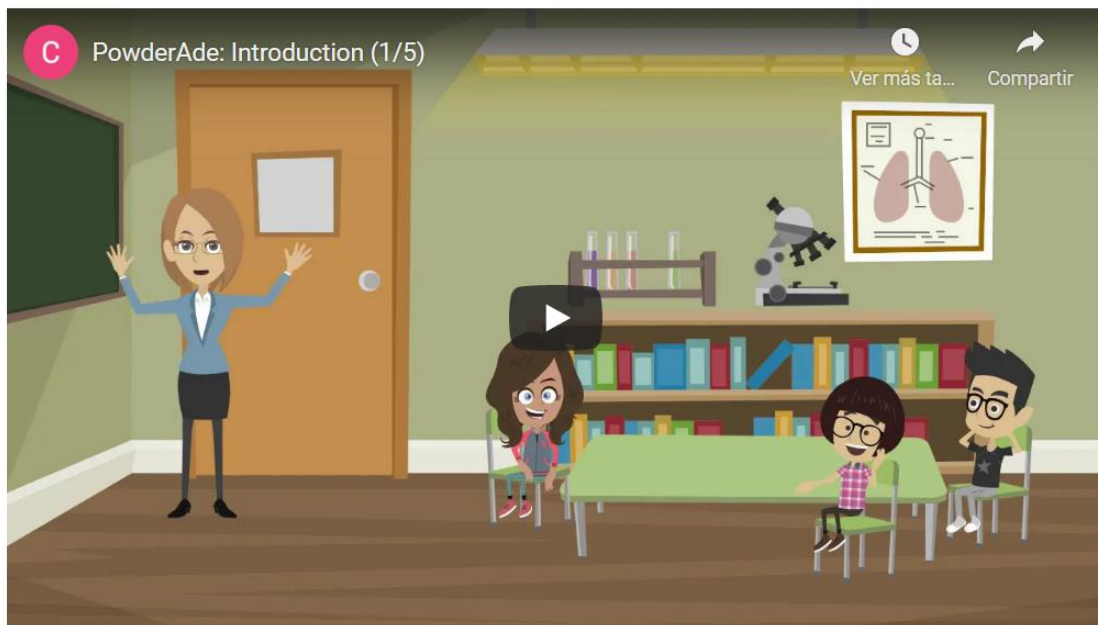 C
PowderAde: Introduction (1/5)
Ver más ta...
Compartir